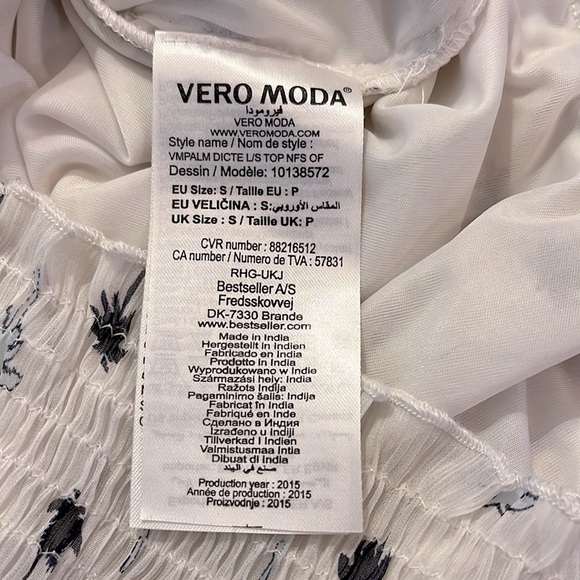 VERO MODA®
فيرومودا
VERO MODA
WWW.VEROMODA.COM
Style name / Nom de style :
VMPALM DICTE L/S TOP NFS OF
Dessin / Modèle: 10138572
EU Size: S / Taille EU : P
EU VELIČINA : S:المقاس الأوروبي
UK Size : S / Taille UK: P
CVR number : 88216512
CA number / Numero de TVA : 57831
RHG-UKJ
Bestseller A/S
Fredsskovvej
DK-7330 Brande
www.bestseller.com
Made in India
Hergestellt in Indien
Fabricado en India
Prodotto in India
Wyprodukowano w Indie
Származási hely: India
Ražots Indija
Pagaminimo šalis: Indija
Fabricat în India
Fabriqué en Inde
Сделано в Индия
Izrađeno u Indiji
Tillverkad i Indien
Valmistusmaa Intia
Dibuat di India
صنع في الهند
Production year : 2015
Année de production : 2015
Proizvodnje : 2015